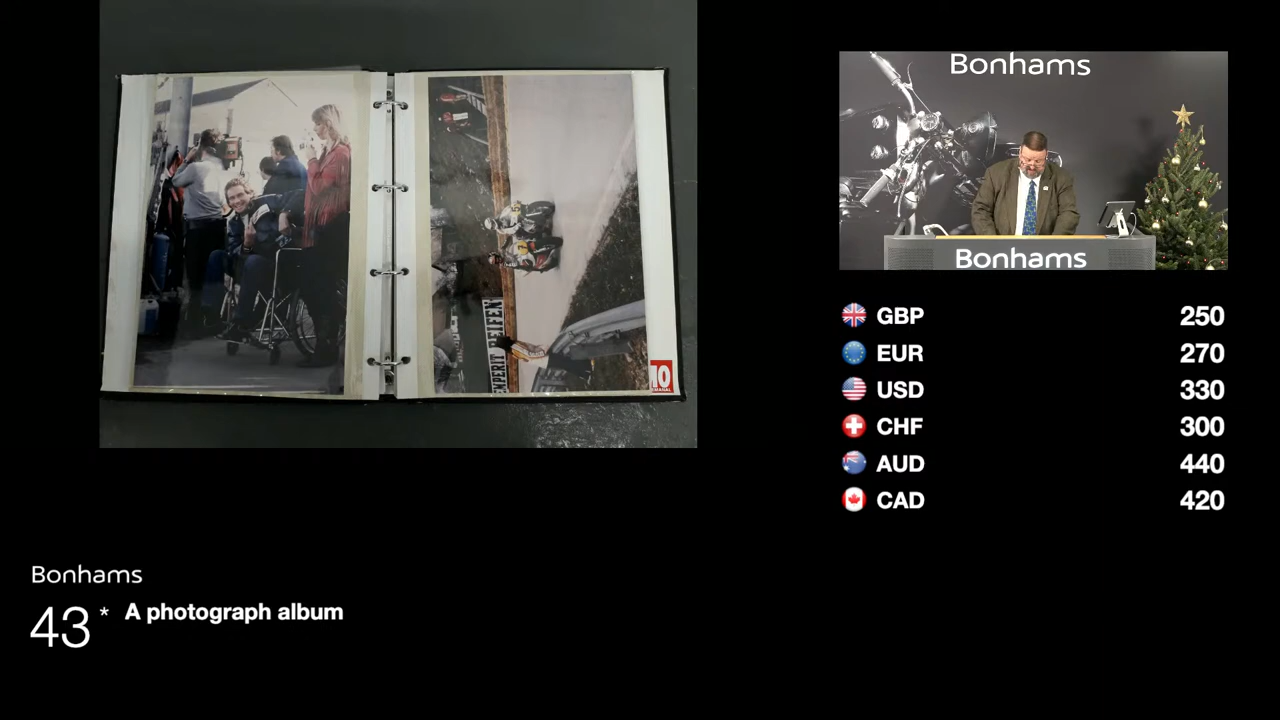 Bonhams
Bonhams
10
GBP 250
EUR 270
USD 330
CHF 300
AUD 440
CAD 420
Bonhams
43 * A photograph album